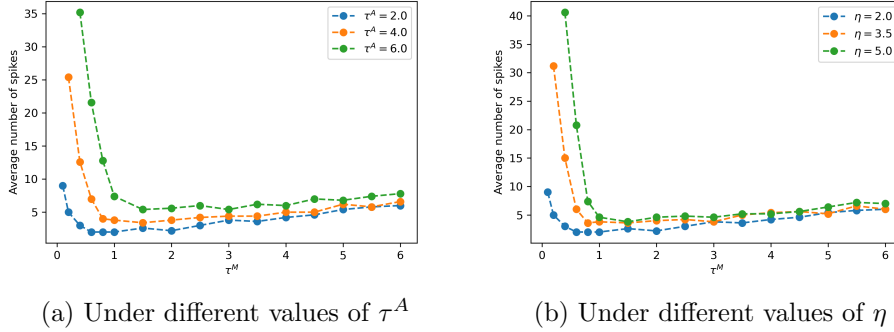 35
30
25
20
15
10
5
Average number of spikes
0 1 2 3 4 5 6
τ^M
τ^A = 2.0
τ^A = 4.0
τ^A = 6.0
(a) Under different values of τ^A
40
35
30
25
20
15
10
5
Average number of spikes
0 1 2 3 4 5 6
τ^M
η = 2.0
η = 3.5
η = 5.0
(b) Under different values of η